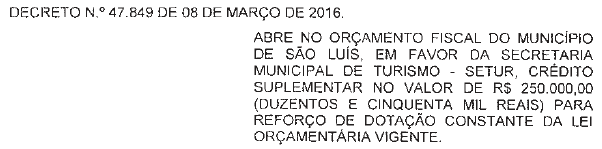 DECRETO N.º 47.849 DE 08 DE MARÇO DE 2016.
ABRE NO ORÇAMENTO FISCAL DO MUNICÍPIO
DE SÃO LUÍS, EM FAVOR DA SECRETARIA
MUNICIPAL DE TURISMO - SETUR, CRÉDITO
SUPLEMENTAR NO VALOR DE R$ 250.000,00
(DUZENTOS E CINQUENTA MIL REAIS) PARA
REFORÇO DE DOTAÇÃO CONSTANTE DA LEI
ORÇAMENTÁRIA VIGENTE.